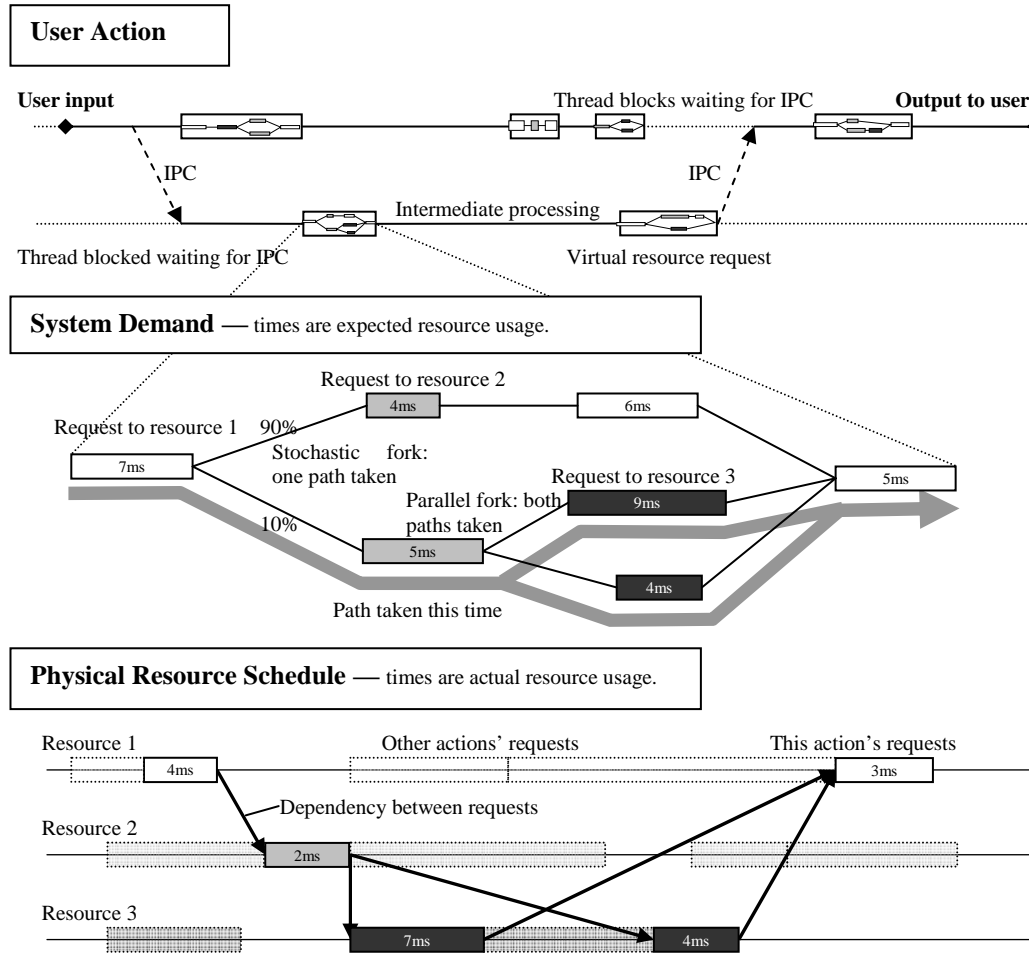 User Action
User input
Thread blocks waiting for IPC
Output to user
IPC
IPC
Intermediate processing
Thread blocked waiting for IPC
Virtual resource request
System Demand — times are expected resource usage.
Request to resource 2
4ms
6ms
Request to resource 1
90%
7ms
Stochastic fork:
one path taken
Request to resource 3
5ms
Parallel fork: both
paths taken
9ms
10%
5ms
4ms
Path taken this time
Physical Resource Schedule — times are actual resource usage.
Resource 1
Other actions' requests
This action's requests
4ms
3ms
Dependency between requests
Resource 2
2ms
Resource 3
7ms
4ms